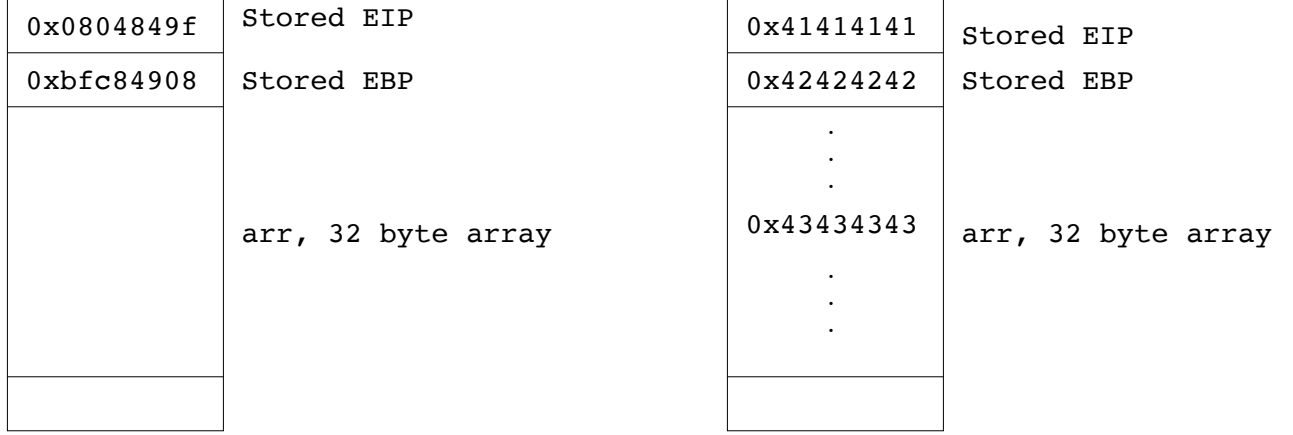 0x0804849f Stored EIP
0xbfc84908 Stored EBP
arr, 32 byte array
0x41414141 Stored EIP
0x42424242 Stored EBP
.
.
.
0x43434343 arr, 32 byte array
.
.
.